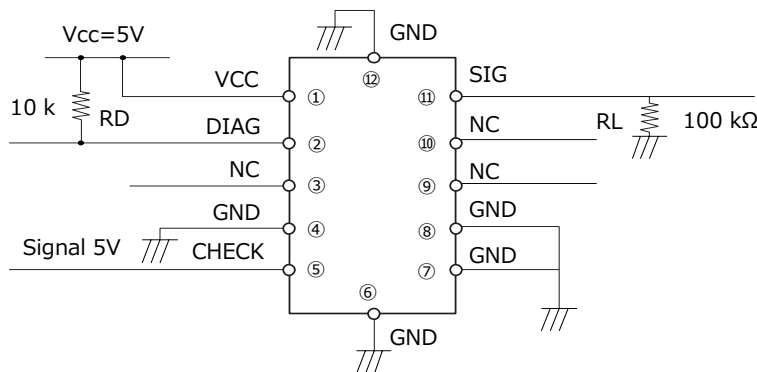 GND
Vcc=5V
⑫
VCC
①
⑪
SIG
10 k
RD
RL
100 kΩ
DIAG
②
⑩
NC
NC
③
⑨
NC
GND
④
⑧
GND
Signal 5V
CHECK
⑤
⑦
GND
⑥
GND